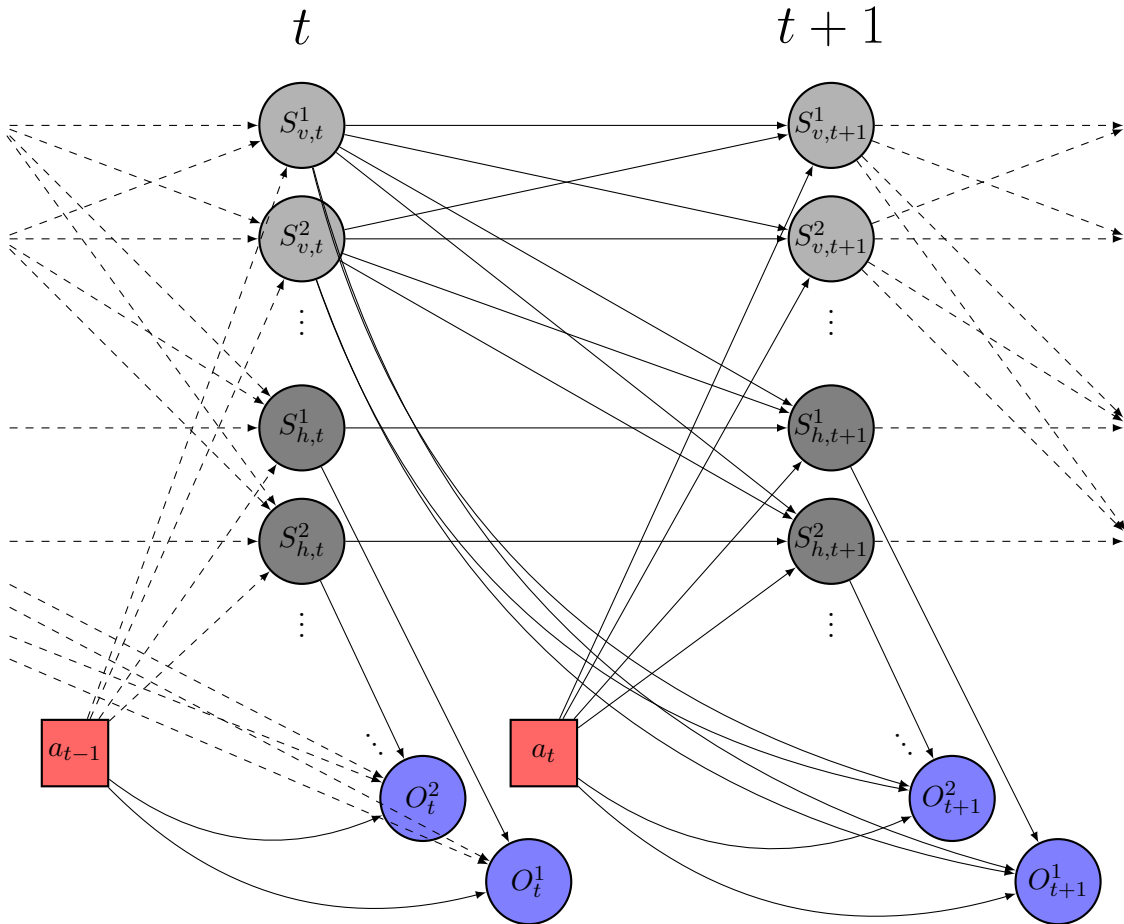 t t + 1
S^1_{v,t} S^1_{v,t+1}
S^2_{v,t} S^2_{v,t+1}
⋮ ⋮
S^1_{h,t} S^1_{h,t+1}
S^2_{h,t} S^2_{h,t+1}
⋮ ⋮
a_{t−1} ⋱ a_t ⋱
O^2_t O^2_{t+1}
O^1_t O^1_{t+1}